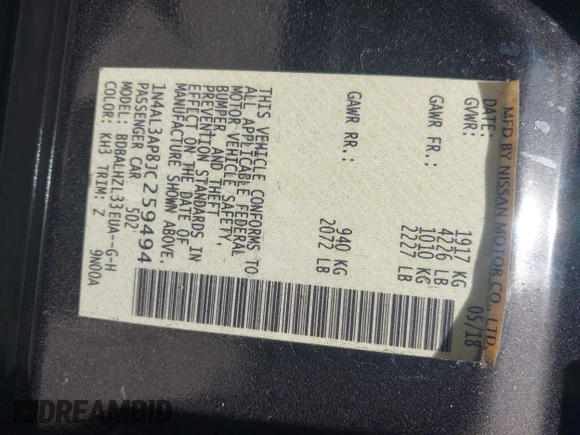 MFD BY NISSAN MOTOR CO., LTD.
DATE: 05/18
GVWR: 1917 KG
4226 LB
GAWR FR.: 1010 KG
2227 LB
GAWR RR.: 940 KG
2072 LB
THIS VEHICLE CONFORMS TO
ALL APPLICABLE FEDERAL
MOTOR VEHICLE SAFETY,
BUMPER, AND THEFT
PREVENTION STANDARDS IN
EFFECT ON THE DATE OF
MANUFACTURE SHOWN ABOVE.
1N4AL3AP8JC259494
PASSENGER CAR 502
MODEL: BDBALHZL33EUA--G-H
COLOR: KH3 TRIM: Z 9N00A
DREAMBID